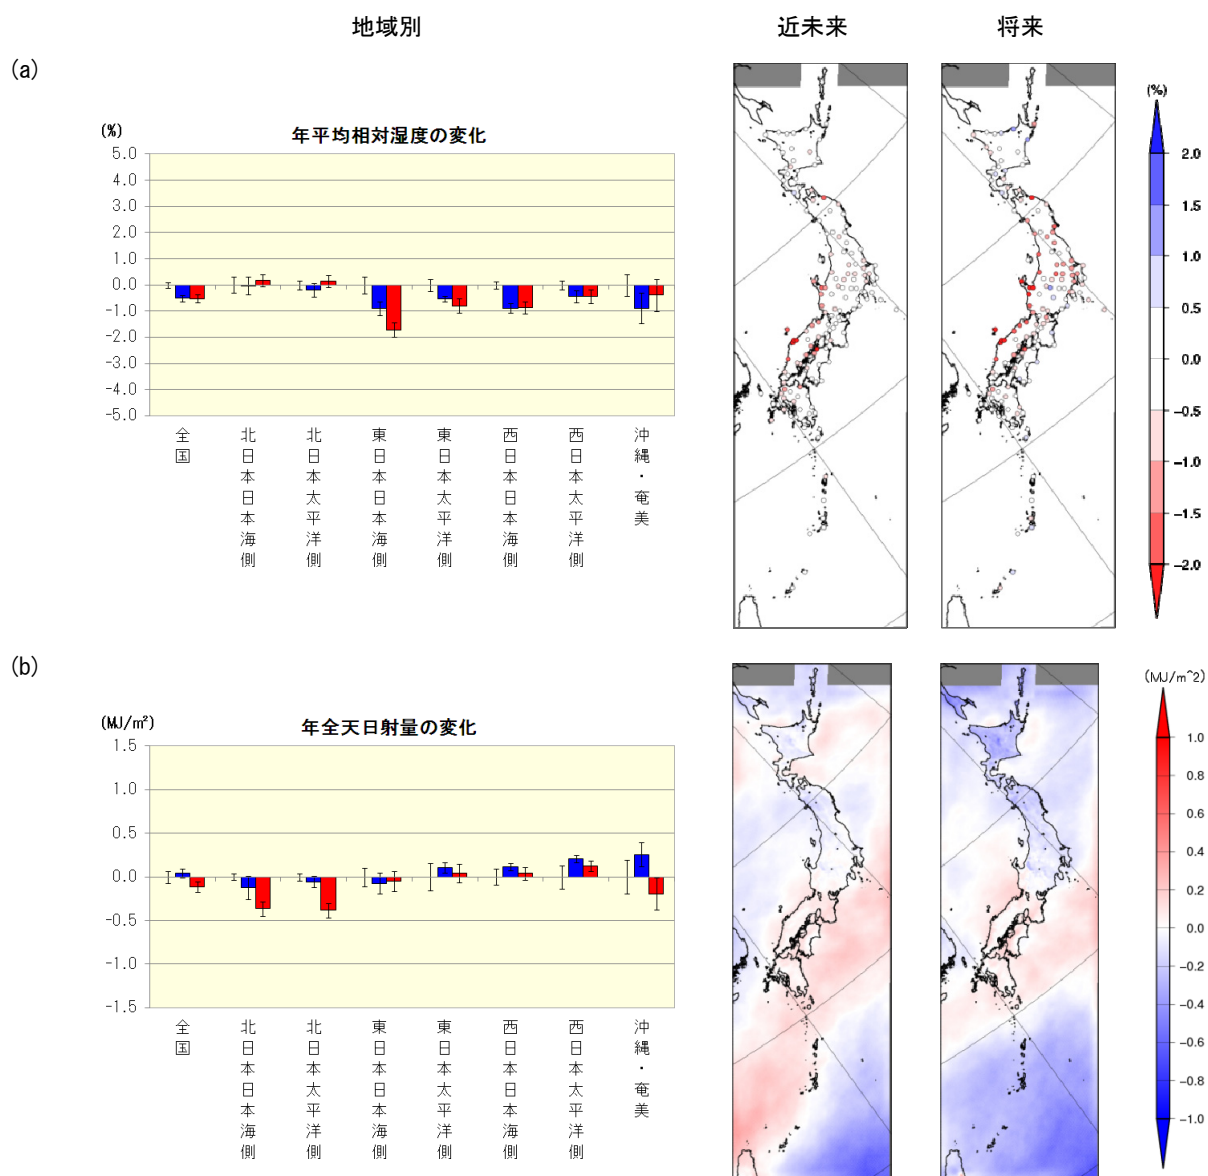 地域別
近未来
将来
(a)
(%)
年平均相対湿度の変化
5.0
4.0
3.0
2.0
1.0
0.0
-1.0
-2.0
-3.0
-4.0
-5.0
全国
北日本日本海側
北日本太平洋側
東日本日本海側
東日本太平洋側
西日本日本海側
西日本太平洋側
沖縄・奄美
(%)
2.0
1.5
1.0
0.5
0.0
-0.5
-1.0
-1.5
-2.0
(b)
(MJ/m²)
年全天日射量の変化
1.5
1.0
0.5
0.0
-0.5
-1.0
-1.5
全国
北日本日本海側
北日本太平洋側
東日本日本海側
東日本太平洋側
西日本日本海側
西日本太平洋側
沖縄・奄美
(MJ/m^2)
1.0
0.8
0.6
0.4
0.2
0.0
-0.2
-0.4
-0.6
-0.8
-1.0